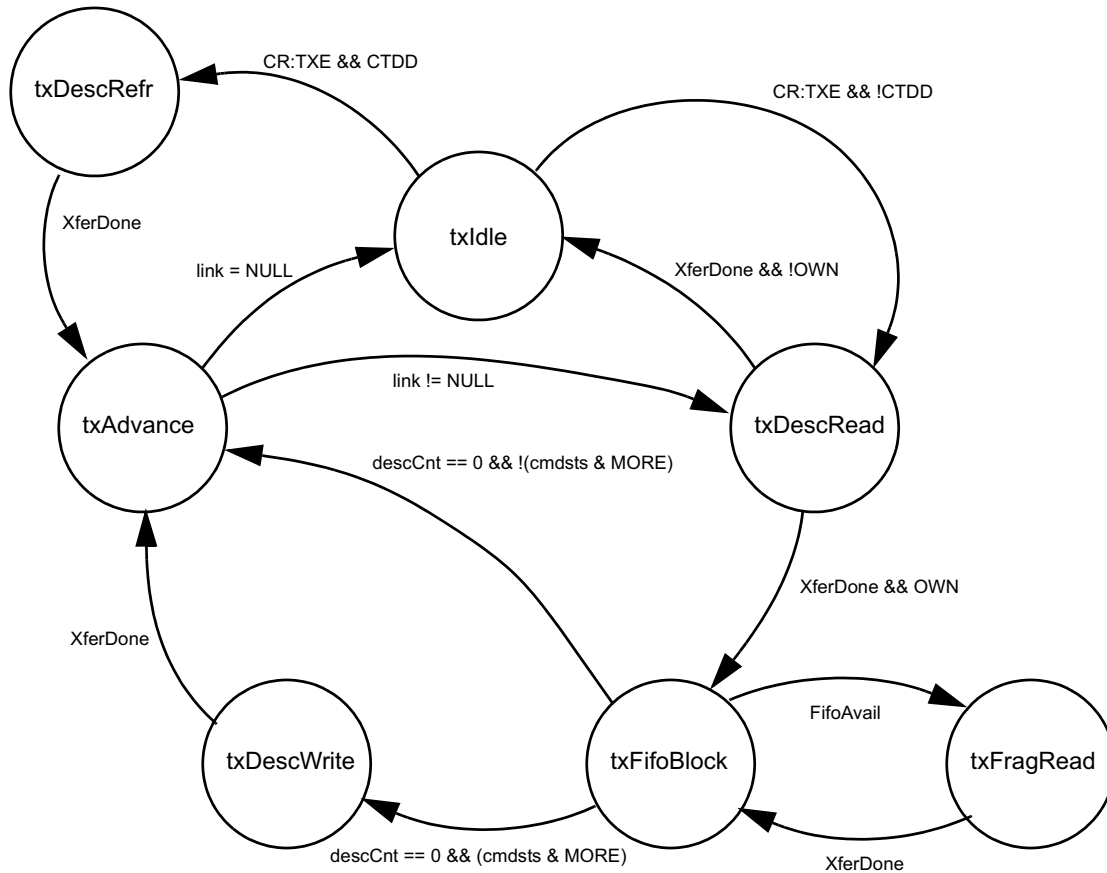 CR:TXE && CTDD
txDescRefr
CR:TXE && !CTDD
XferDone
txIdle
link = NULL
XferDone && !OWN
link != NULL
txAdvance
txDescRead
descCnt == 0 && !(cmdsts & MORE)
XferDone && OWN
XferDone
FifoAvail
txDescWrite
txFifoBlock
txFragRead
descCnt == 0 && (cmdsts & MORE)
XferDone